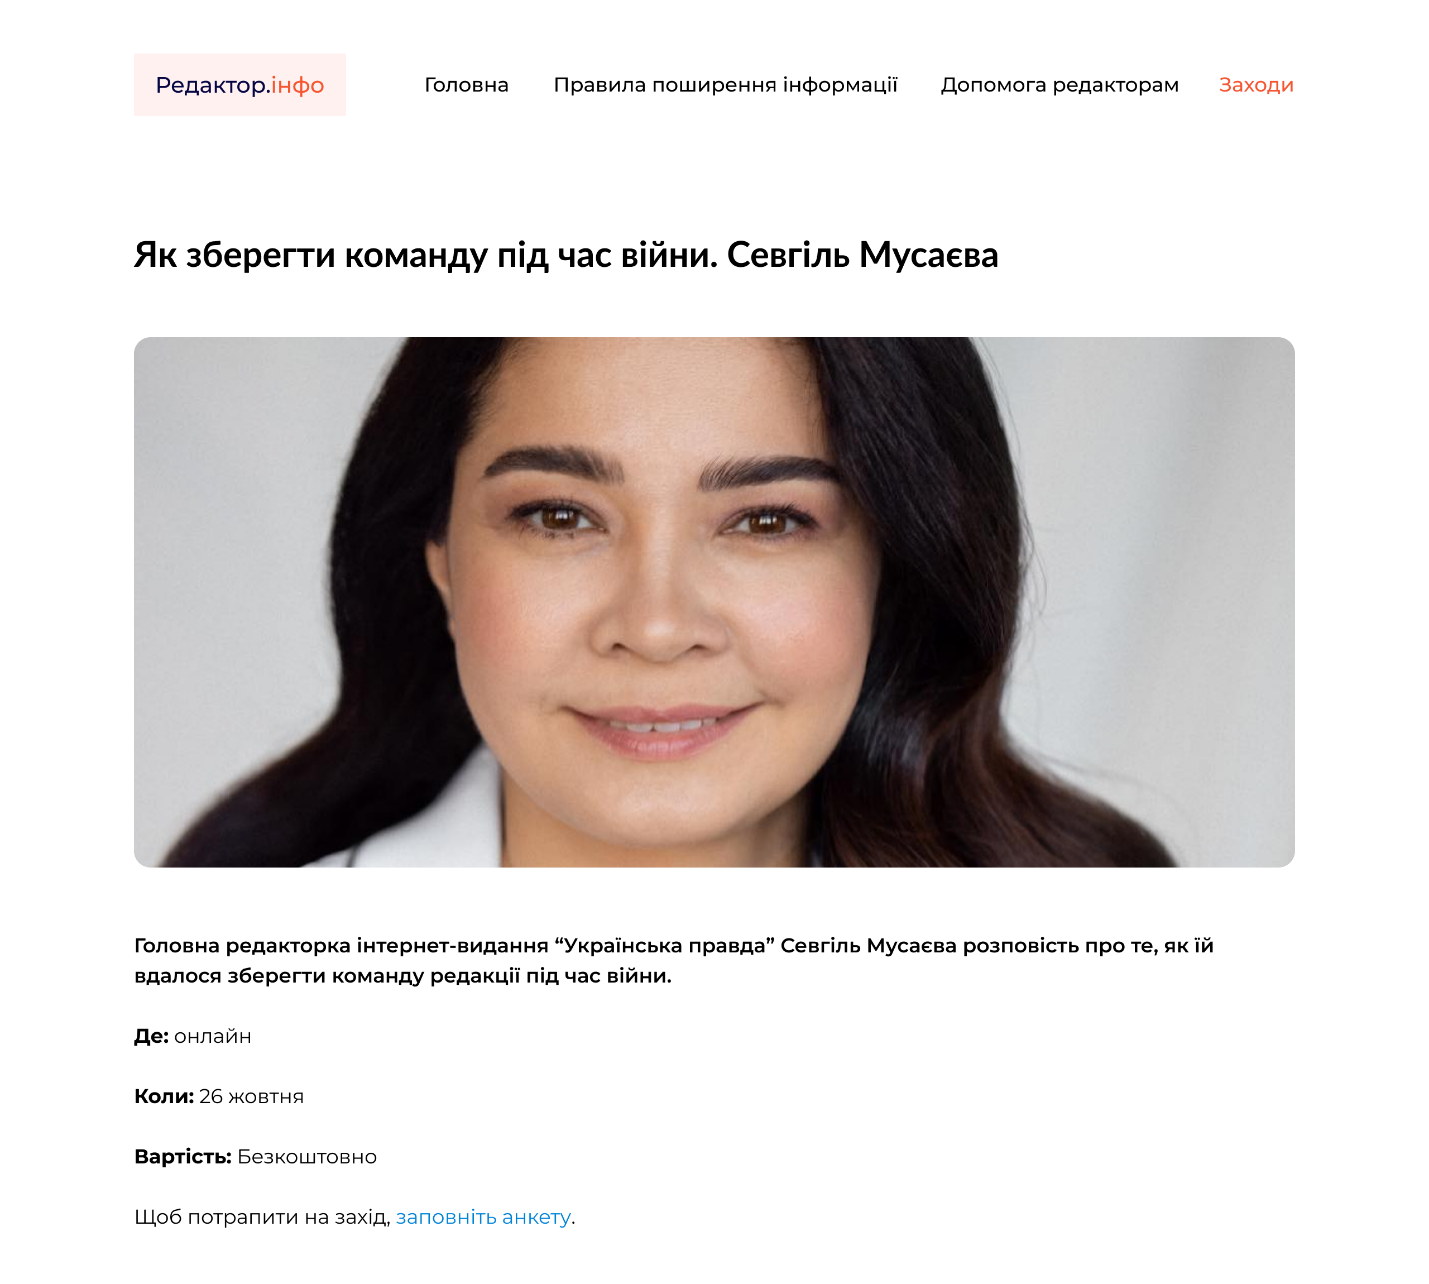 Редактор.інфо
Головна Правила поширення інформації Допомога редакторам Заходи
Як зберегти команду під час війни. Севгіль Мусаєва
Головна редакторка інтернет-видання “Українська правда” Севгіль Мусаєва розповість про те, як їй
вдалося зберегти команду редакції під час війни.
Де: онлайн
Коли: 26 жовтня
Вартість: Безкоштовно
Щоб потрапити на захід, заповніть анкету.